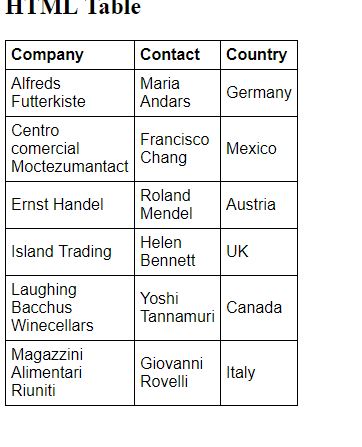 HTML Table
Company Contact Country
Alfreds
Futterkiste
Maria
Andars
Germany
Centro
comercial
Moctezumantact
Francisco
Chang
Mexico
Ernst Handel
Roland
Mendel
Austria
Island Trading
Helen
Bennett
UK
Laughing
Bacchus
Winecellars
Yoshi
Tannamuri
Canada
Magazzini
Alimentari
Riuniti
Giovanni
Rovelli
Italy